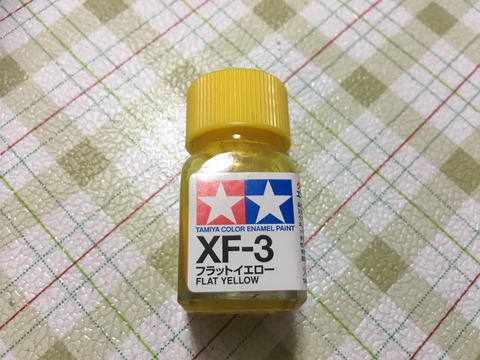 TAMIYA COLOR ENAMEL PAINT
XF-3
フラットイエロー
FLAT YELLOW